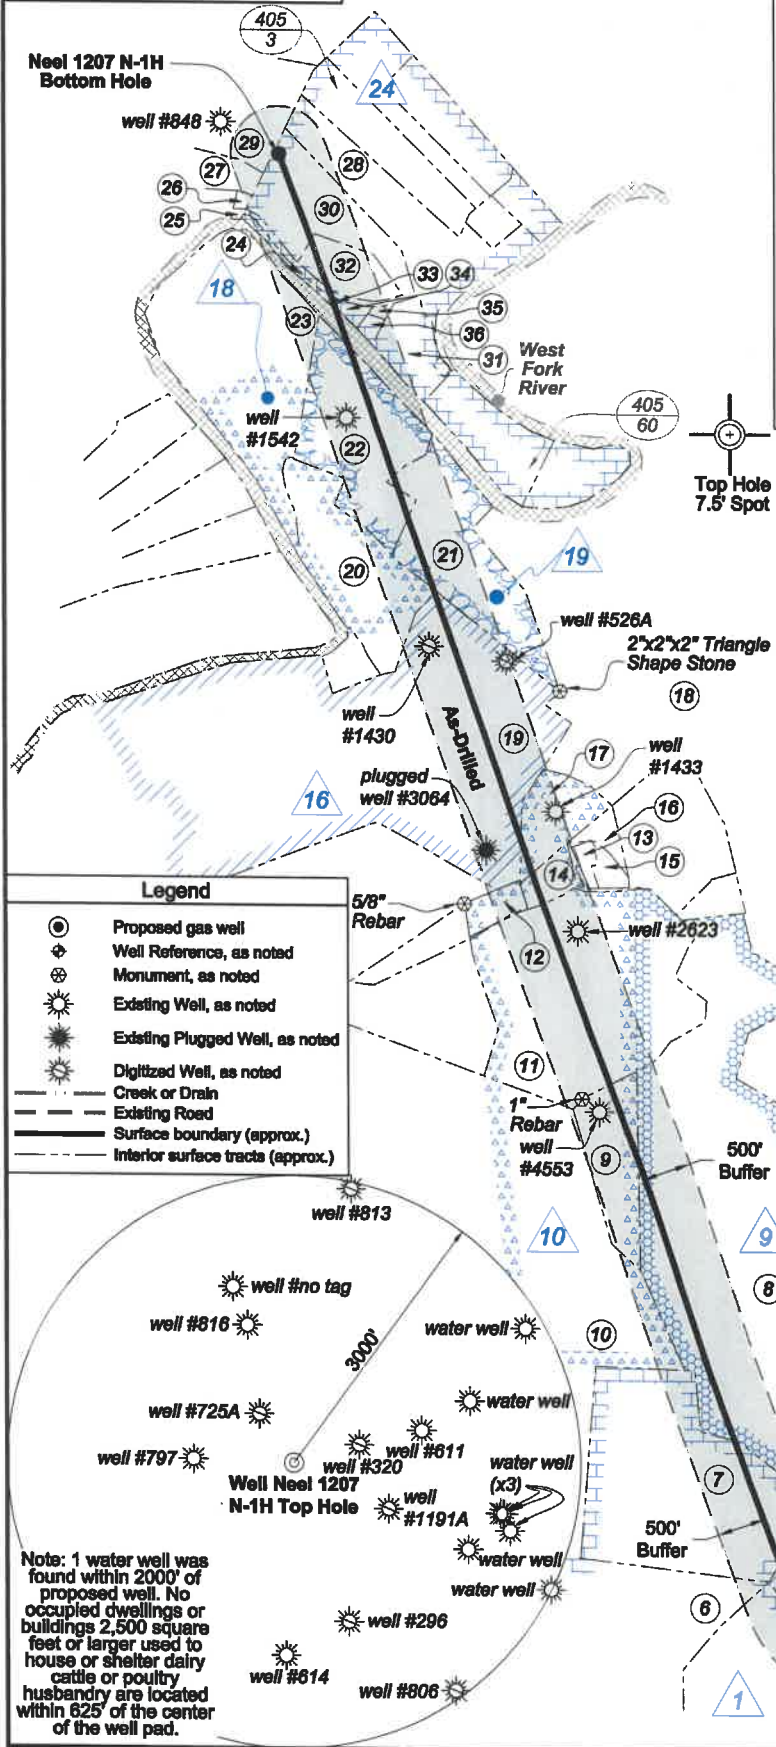 405
3
Neel 1207 N-1H
Bottom Hole
24
well #848
29
27
28
26
25
30
24
32
33
34
18
35
23
36
31
West
Fork
River
405
60
well
#1542
22
Top Hole
7.5' Spot
21
20
19
well #526A
2"x2"x2" Triangle
Shape Stone
18
well
#1430
As-Drilled
19
17
well
#1433
plugged
well #3064
16
16
13
15
14
Legend
Proposed gas well
Well Reference, as noted
Monument, as noted
Existing Well, as noted
Existing Plugged Well, as noted
Digitized Well, as noted
Creek or Drain
Existing Road
Surface boundary (approx.)
Interior surface tracts (approx.)
5/8"
Rebar
12
well #2623
11
1"
Rebar
well
#4553
9
500'
Buffer
10
9
8
well #813
well #no tag
well #816
water well
10
3000'
well #725A
water well
well #611
well #797
well #320
water well
(x3)
Well Neel 1207
N-1H Top Hole
well
#1191A
7
500'
Buffer
water well
water well
6
Note: 1 water well was
found within 2000' of
proposed well. No
occupied dwellings or
buildings 2,500 square
feet or larger used to
house or shelter dairy
cattle or poultry
husbandry are located
within 625' of the center
of the well pad.
well #296
well #614
well #806
1